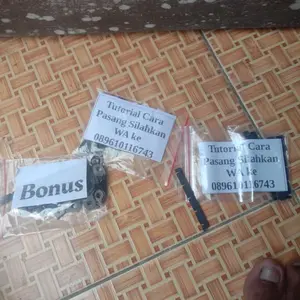 Bonus
Tutorial Cara
Pasang Silahkan
WA ke
089610116743
Tutorial Cara
Pasang Silahkan
WA ke
089610116743